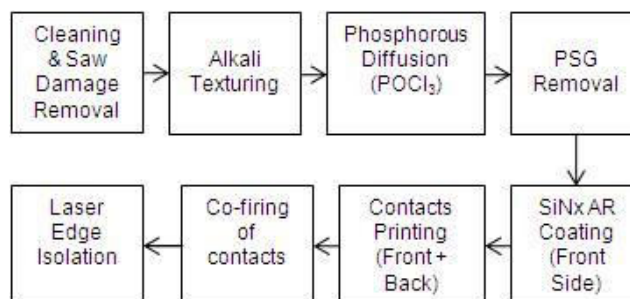 Cleaning
& Saw
Damage
Removal
Alkali
Texturing
Phosphorous
Diffusion
(POCl₃)
PSG
Removal
SiNx AR
Coating
(Front
Side)
Contacts
Printing
(Front +
Back)
Co-firing
of
contacts
Laser
Edge
Isolation